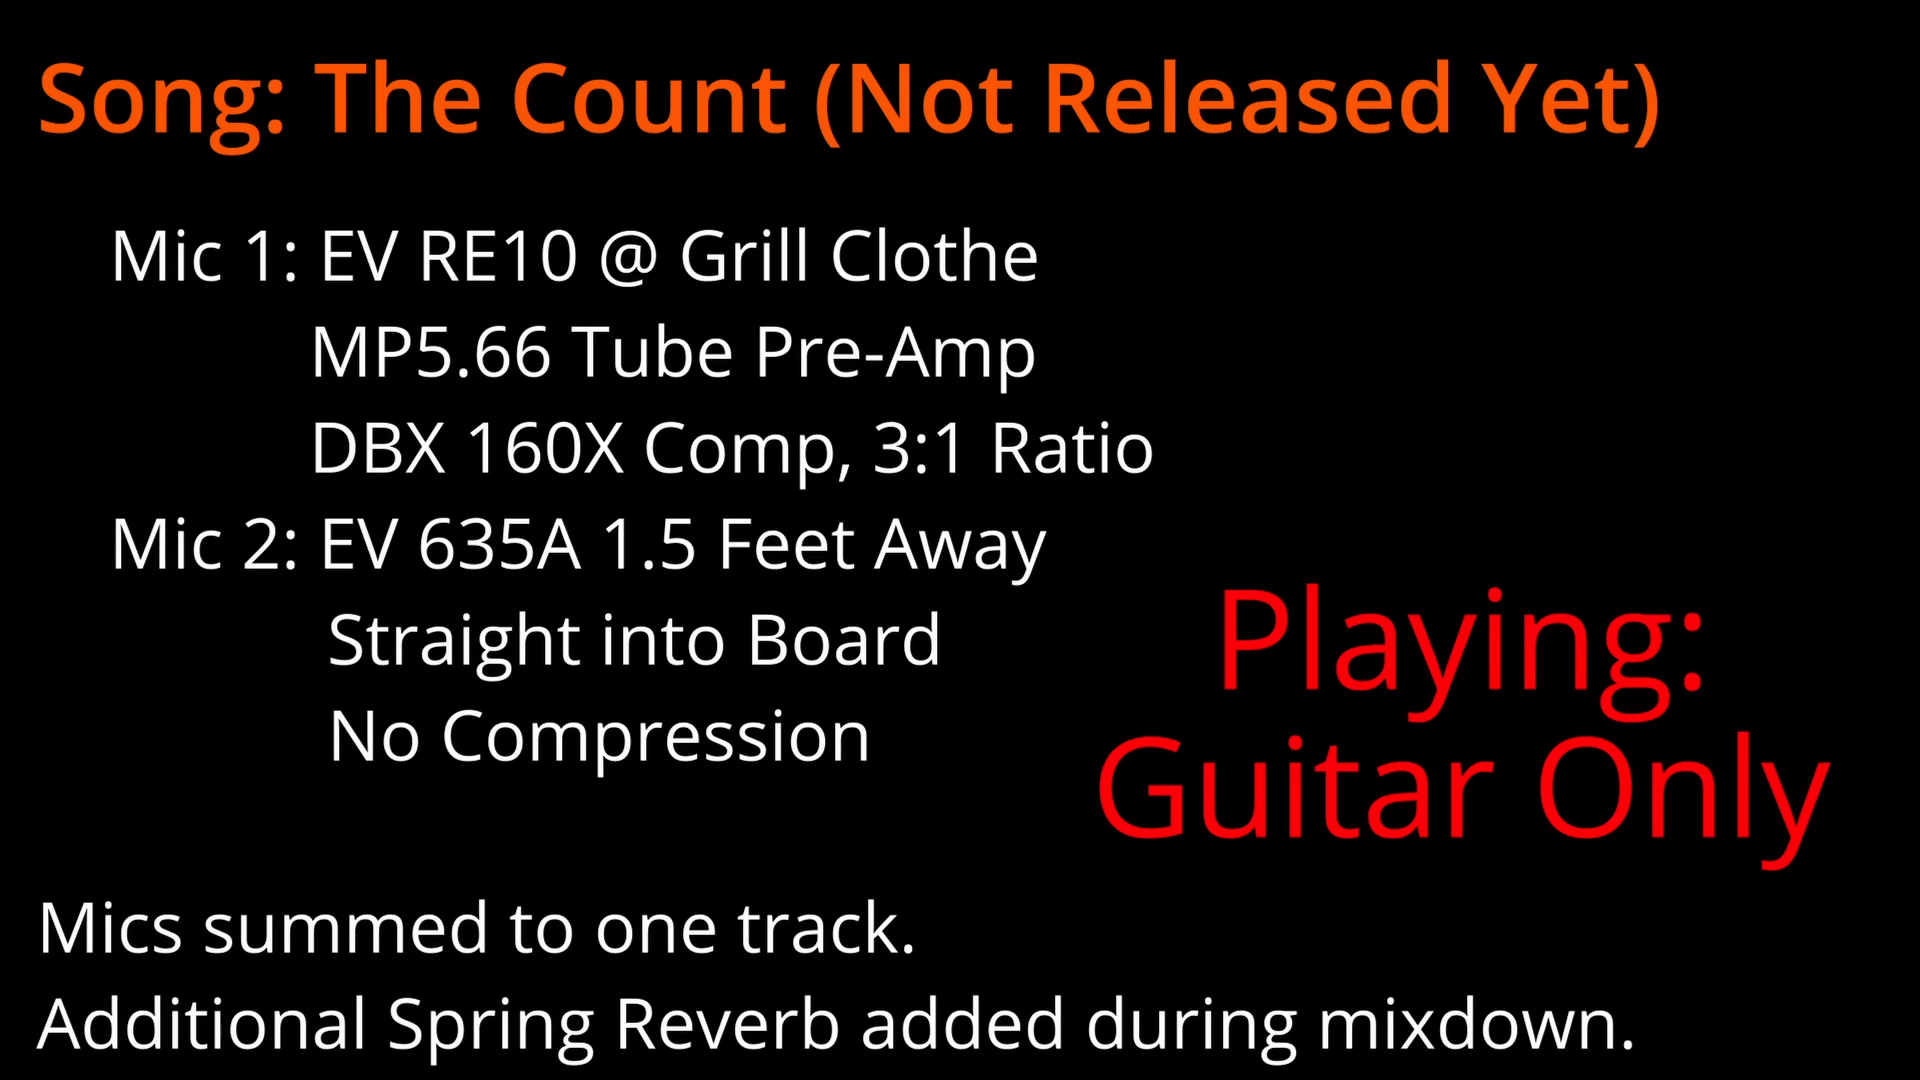 Song: The Count (Not Released Yet)
Mic 1: EV RE10 @ Grill Clothe
MP5.66 Tube Pre-Amp
DBX 160X Comp, 3:1 Ratio
Mic 2: EV 635A 1.5 Feet Away
Straight into Board
No Compression
Playing:
Guitar Only
Mics summed to one track.
Additional Spring Reverb added during mixdown.